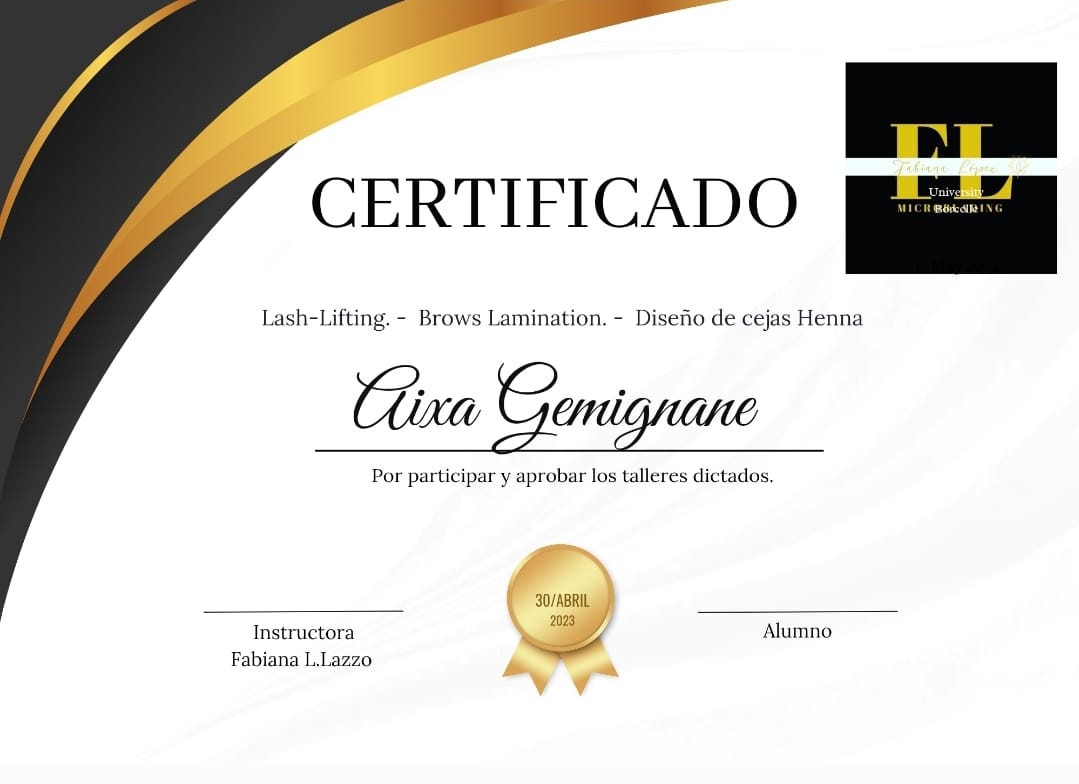 CERTIFICADO
FL
Fabiana López
University
MICROBLADING
Borcelle
Lash-Lifting. - Brows Lamination. - Diseño de cejas Henna
Aixa Gemignane
Por participar y aprobar los talleres dictados.
30/ABRIL
2023
Instructora
Fabiana L.Lazzo
Alumno